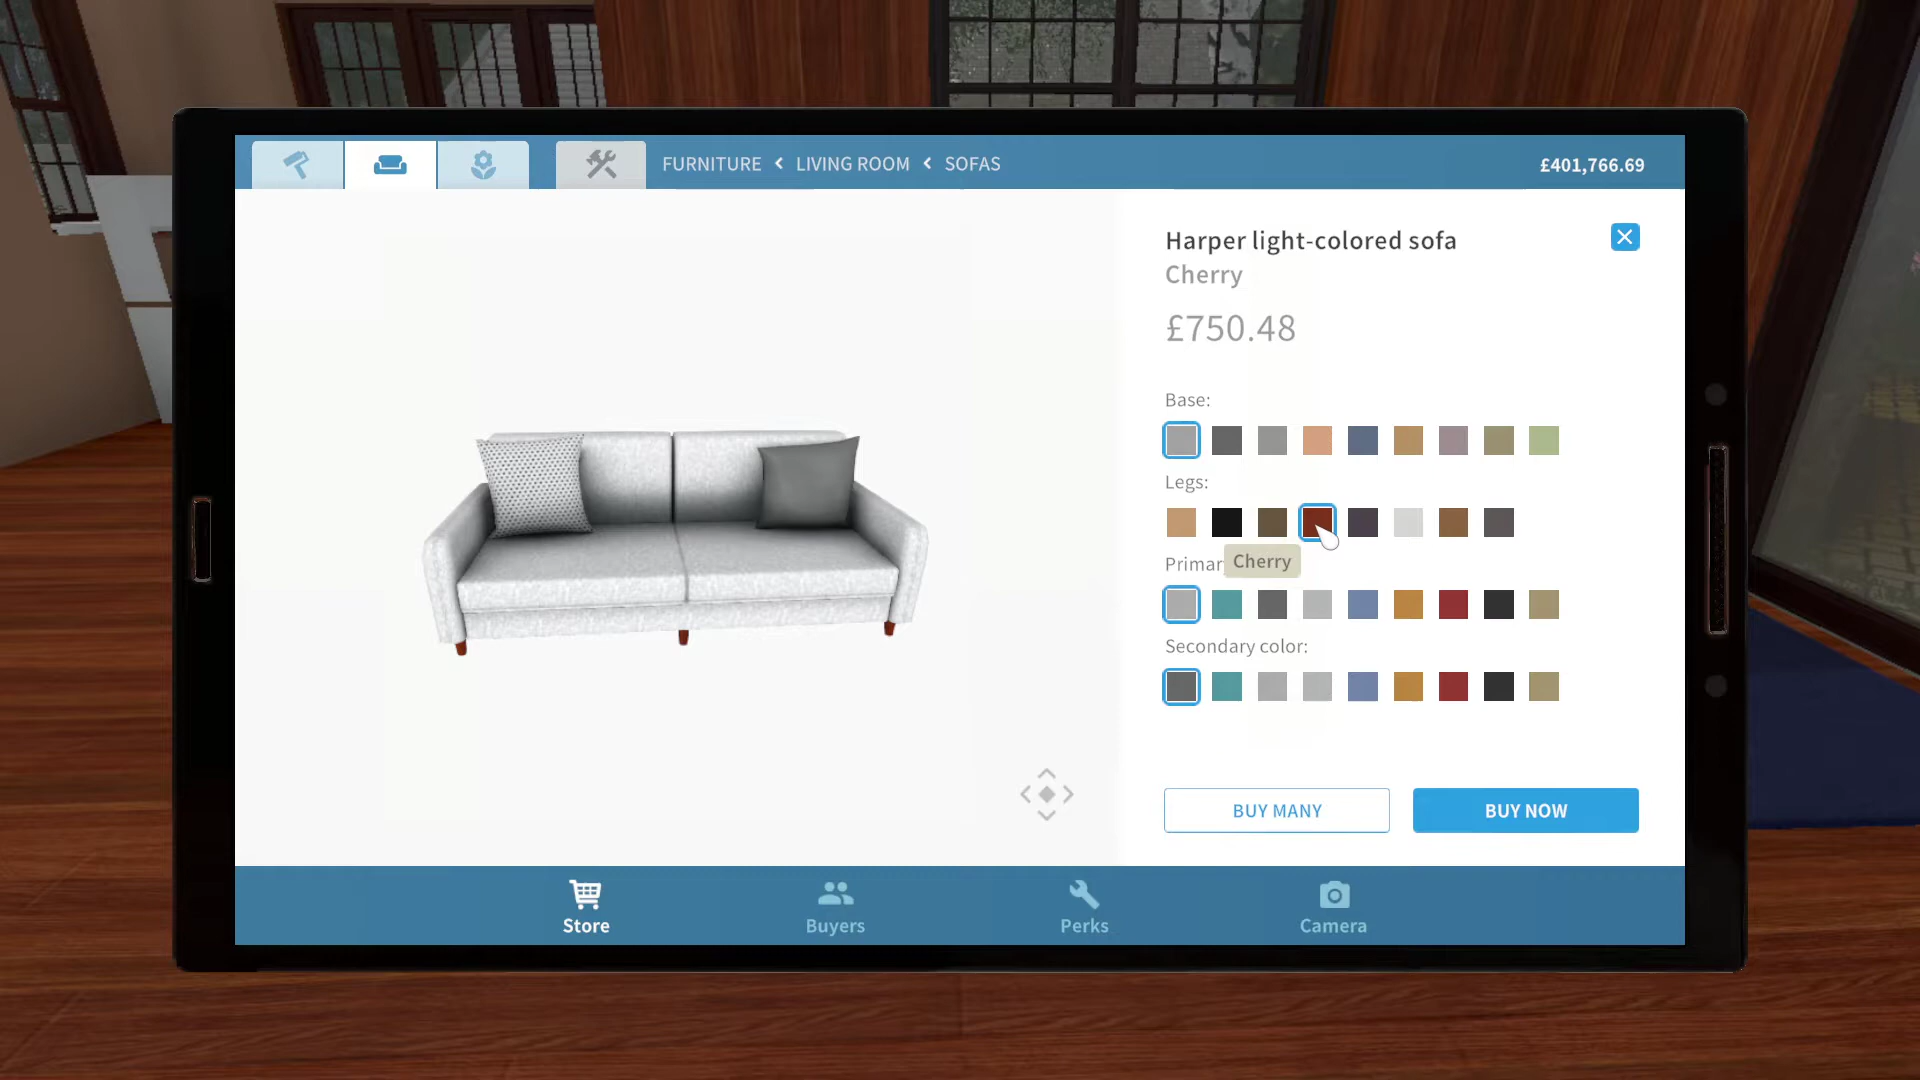 FURNITURE < LIVING ROOM < SOFAS
£401,766.69
Harper light-colored sofa
Cherry
£750.48
Base:
Legs:
Cherry
Primar
Secondary color:
BUY MANY
BUY NOW
Store
Buyers
Perks
Camera